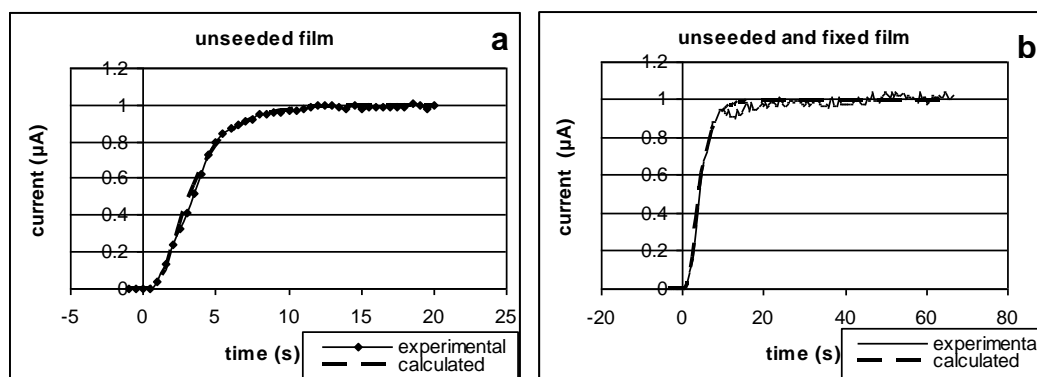 unseeded film
a
1.2
1
0.8
0.6
0.4
0.2
0
-5 0 5 10 15 20 25
current (µA)
time (s)
experimental
calculated
unseeded and fixed film
b
1.2
1
0.8
0.6
0.4
0.2
0
-20 0 20 40 60 80
current (µA)
time (s)
experimental
calculated